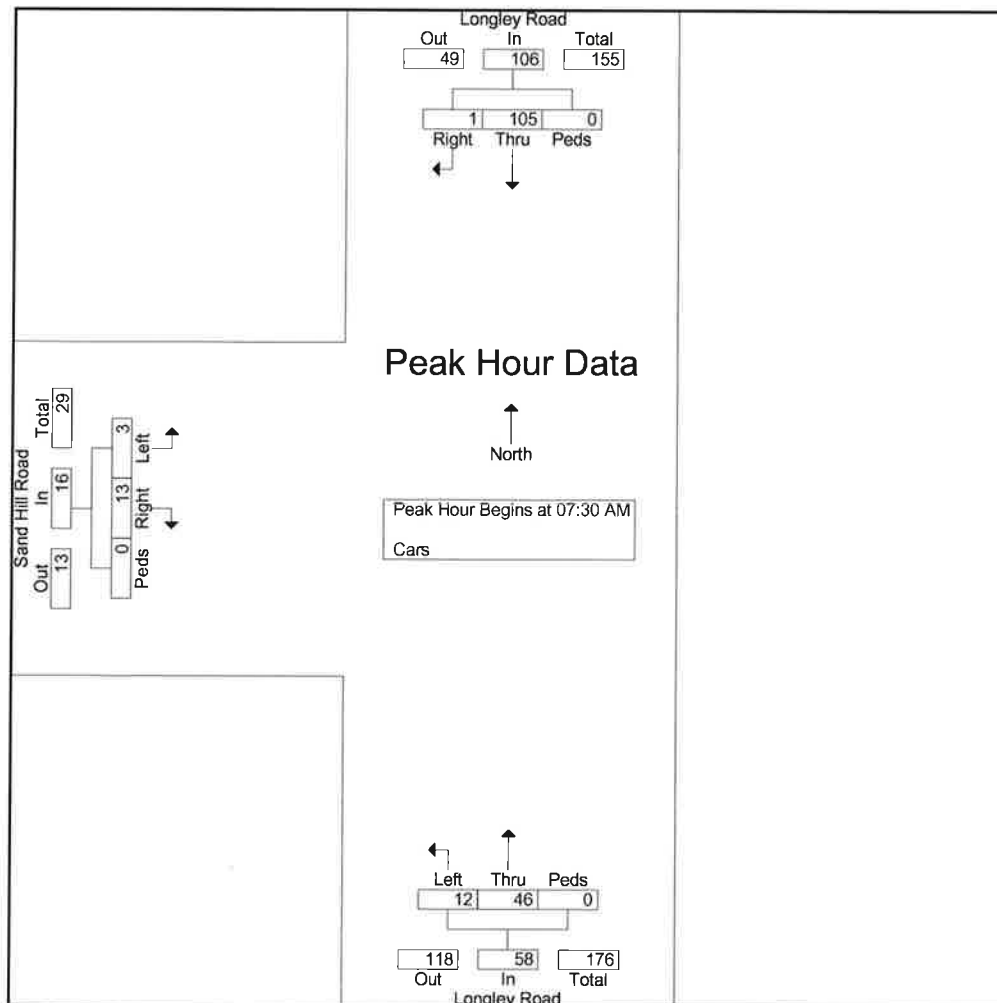 Longley Road
Out In Total
49 106 155
1 105 0
Right Thru Peds
Peak Hour Data
North
Peak Hour Begins at 07:30 AM
Cars
Sand Hill Road
Out In Total
13 16 29
0 13 3
Peds Right Left
Left Thru Peds
12 46 0
118 58 176
Out In Total
Longley Road